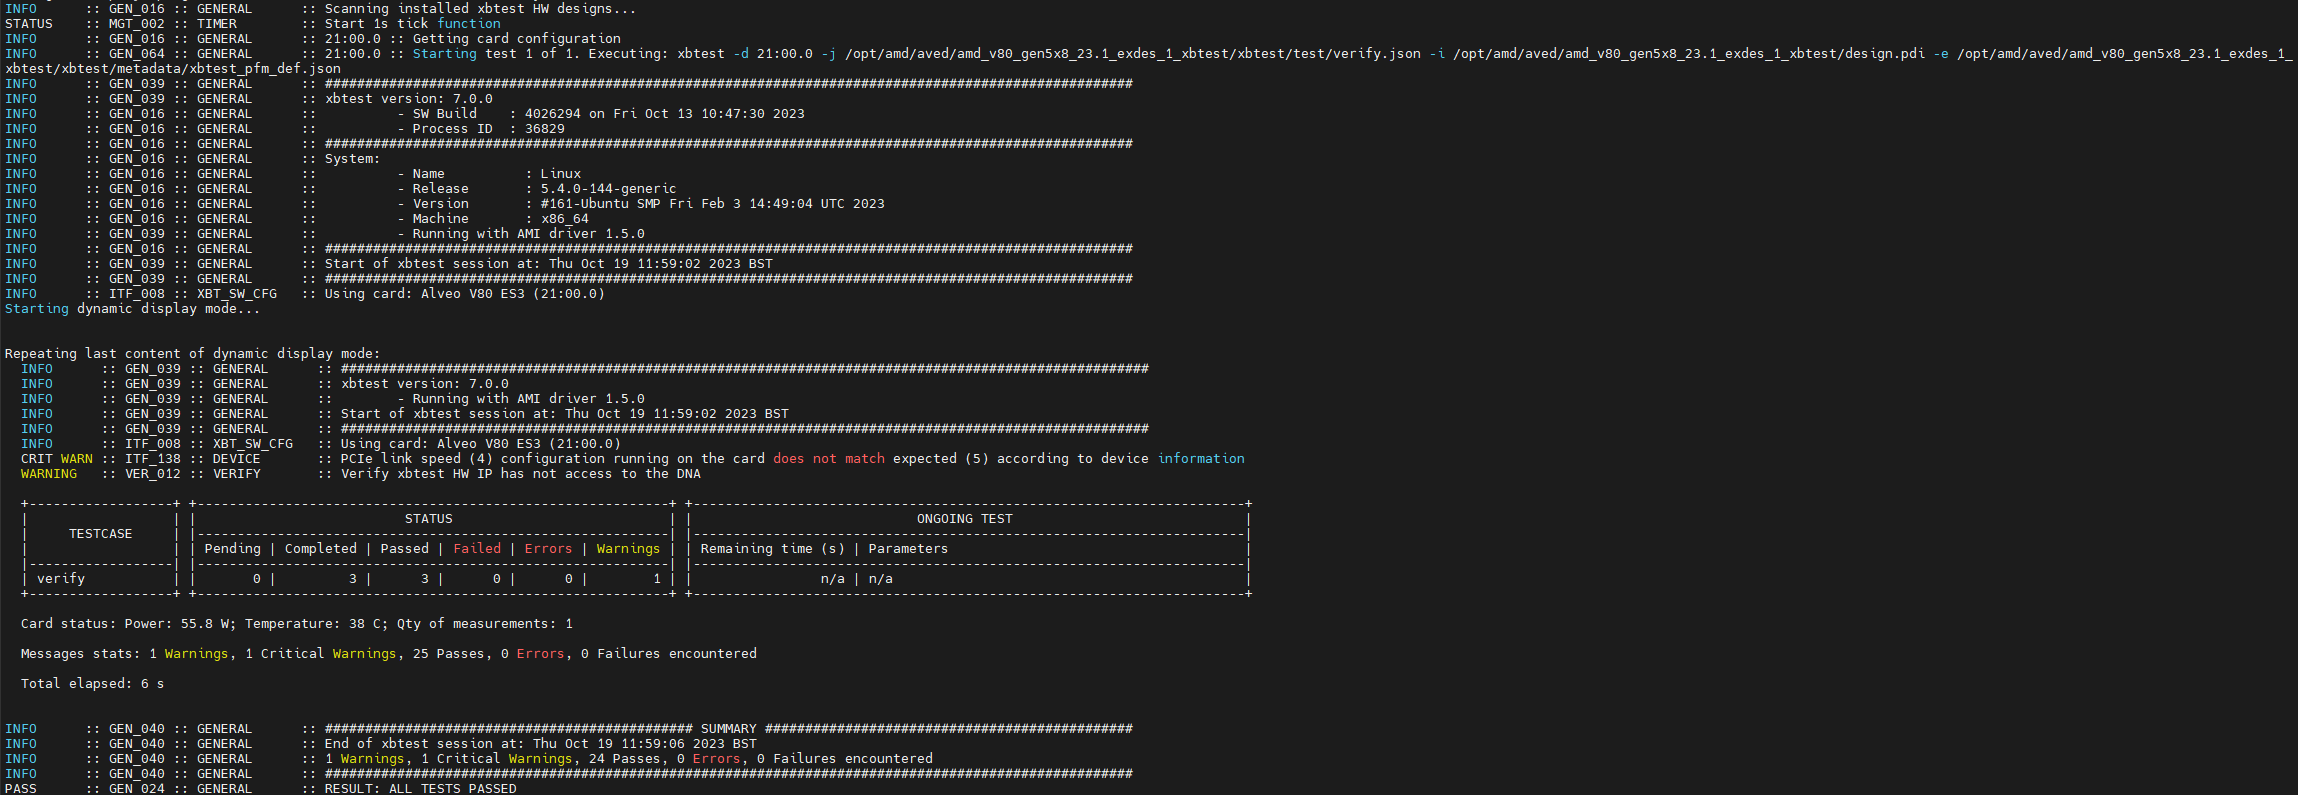 INFO      :: GEN_016 :: GENERAL      :: Scanning installed xbtest HW designs...
STATUS    :: MGT_002 :: TIMER        :: Start 1s tick function
INFO      :: GEN_016 :: GENERAL      :: 21:00.0 :: Getting card configuration
INFO      :: GEN_064 :: GENERAL      :: 21:00.0 :: Starting test 1 of 1. Executing: xbtest -d 21:00.0 -j /opt/amd/aved/amd_v80_gen5x8_23.1_exdes_1_xbtest/xbtest/test/verify.json -i /opt/amd/aved/amd_v80_gen5x8_23.1_exdes_1_xbtest/design.pdi -e /opt/amd/aved/amd_v80_gen5x8_23.1_exdes_1_
xbtest/xbtest/metadata/xbtest_pfm_def.json
INFO      :: GEN_039 :: GENERAL      :: #####################################################################################################
INFO      :: GEN_039 :: GENERAL      :: xbtest version: 7.0.0
INFO      :: GEN_016 :: GENERAL      ::          - SW Build    : 4026294 on Fri Oct 13 10:47:30 2023
INFO      :: GEN_016 :: GENERAL      ::          - Process ID  : 36829
INFO      :: GEN_016 :: GENERAL      :: #####################################################################################################
INFO      :: GEN_016 :: GENERAL      :: System:
INFO      :: GEN_016 :: GENERAL      ::          - Name          : Linux
INFO      :: GEN_016 :: GENERAL      ::          - Release       : 5.4.0-144-generic
INFO      :: GEN_016 :: GENERAL      ::          - Version       : #161-Ubuntu SMP Fri Feb 3 14:49:04 UTC 2023
INFO      :: GEN_016 :: GENERAL      ::          - Machine       : x86_64
INFO      :: GEN_039 :: GENERAL      ::          - Running with AMI driver 1.5.0
INFO      :: GEN_016 :: GENERAL      :: #####################################################################################################
INFO      :: GEN_039 :: GENERAL      :: Start of xbtest session at: Thu Oct 19 11:59:02 2023 BST
INFO      :: GEN_039 :: GENERAL      :: #####################################################################################################
INFO      :: ITF_008 :: XBT_SW_CFG   :: Using card: Alveo V80 ES3 (21:00.0)
Starting dynamic display mode...
Repeating last content of dynamic display mode:
  INFO      :: GEN_039 :: GENERAL      :: #####################################################################################################
  INFO      :: GEN_039 :: GENERAL      :: xbtest version: 7.0.0
  INFO      :: GEN_039 :: GENERAL      ::          - Running with AMI driver 1.5.0
  INFO      :: GEN_039 :: GENERAL      :: Start of xbtest session at: Thu Oct 19 11:59:02 2023 BST
  INFO      :: GEN_039 :: GENERAL      :: #####################################################################################################
  INFO      :: ITF_008 :: XBT_SW_CFG   :: Using card: Alveo V80 ES3 (21:00.0)
  CRIT WARN :: ITF_138 :: DEVICE       :: PCIe link speed (4) configuration running on the card does not match expected (5) according to device information
  WARNING   :: VER_012 :: VERIFY       :: Verify xbtest HW IP has not access to the DNA
  +------------------+ +-----------------------------------------------------------+ +---------------------------------------------------------------------+
  |                  | |                          STATUS                           | |                            ONGOING TEST                             |
  |     TESTCASE     | |-----------------------------------------------------------| |---------------------------------------------------------------------|
  |                  | | Pending | Completed | Passed | Failed | Errors | Warnings | | Remaining time (s) | Parameters                                     |
  |------------------| |-----------------------------------------------------------| |---------------------------------------------------------------------|
  | verify           | |       0 |         3 |      3 |      0 |      0 |        1 | |                n/a | n/a                                            |
  +------------------+ +-----------------------------------------------------------+ +---------------------------------------------------------------------+
  Card status: Power: 55.8 W; Temperature: 38 C; Qty of measurements: 1
  Messages stats: 1 Warnings, 1 Critical Warnings, 25 Passes, 0 Errors, 0 Failures encountered
  Total elapsed: 6 s
INFO      :: GEN_040 :: GENERAL      :: ############################################## SUMMARY ##############################################
INFO      :: GEN_040 :: GENERAL      :: End of xbtest session at: Thu Oct 19 11:59:06 2023 BST
INFO      :: GEN_040 :: GENERAL      :: 1 Warnings, 1 Critical Warnings, 24 Passes, 0 Errors, 0 Failures encountered
INFO      :: GEN_040 :: GENERAL      :: #####################################################################################################
PASS      :: GEN_024 :: GENERAL      :: RESULT: ALL TESTS PASSED